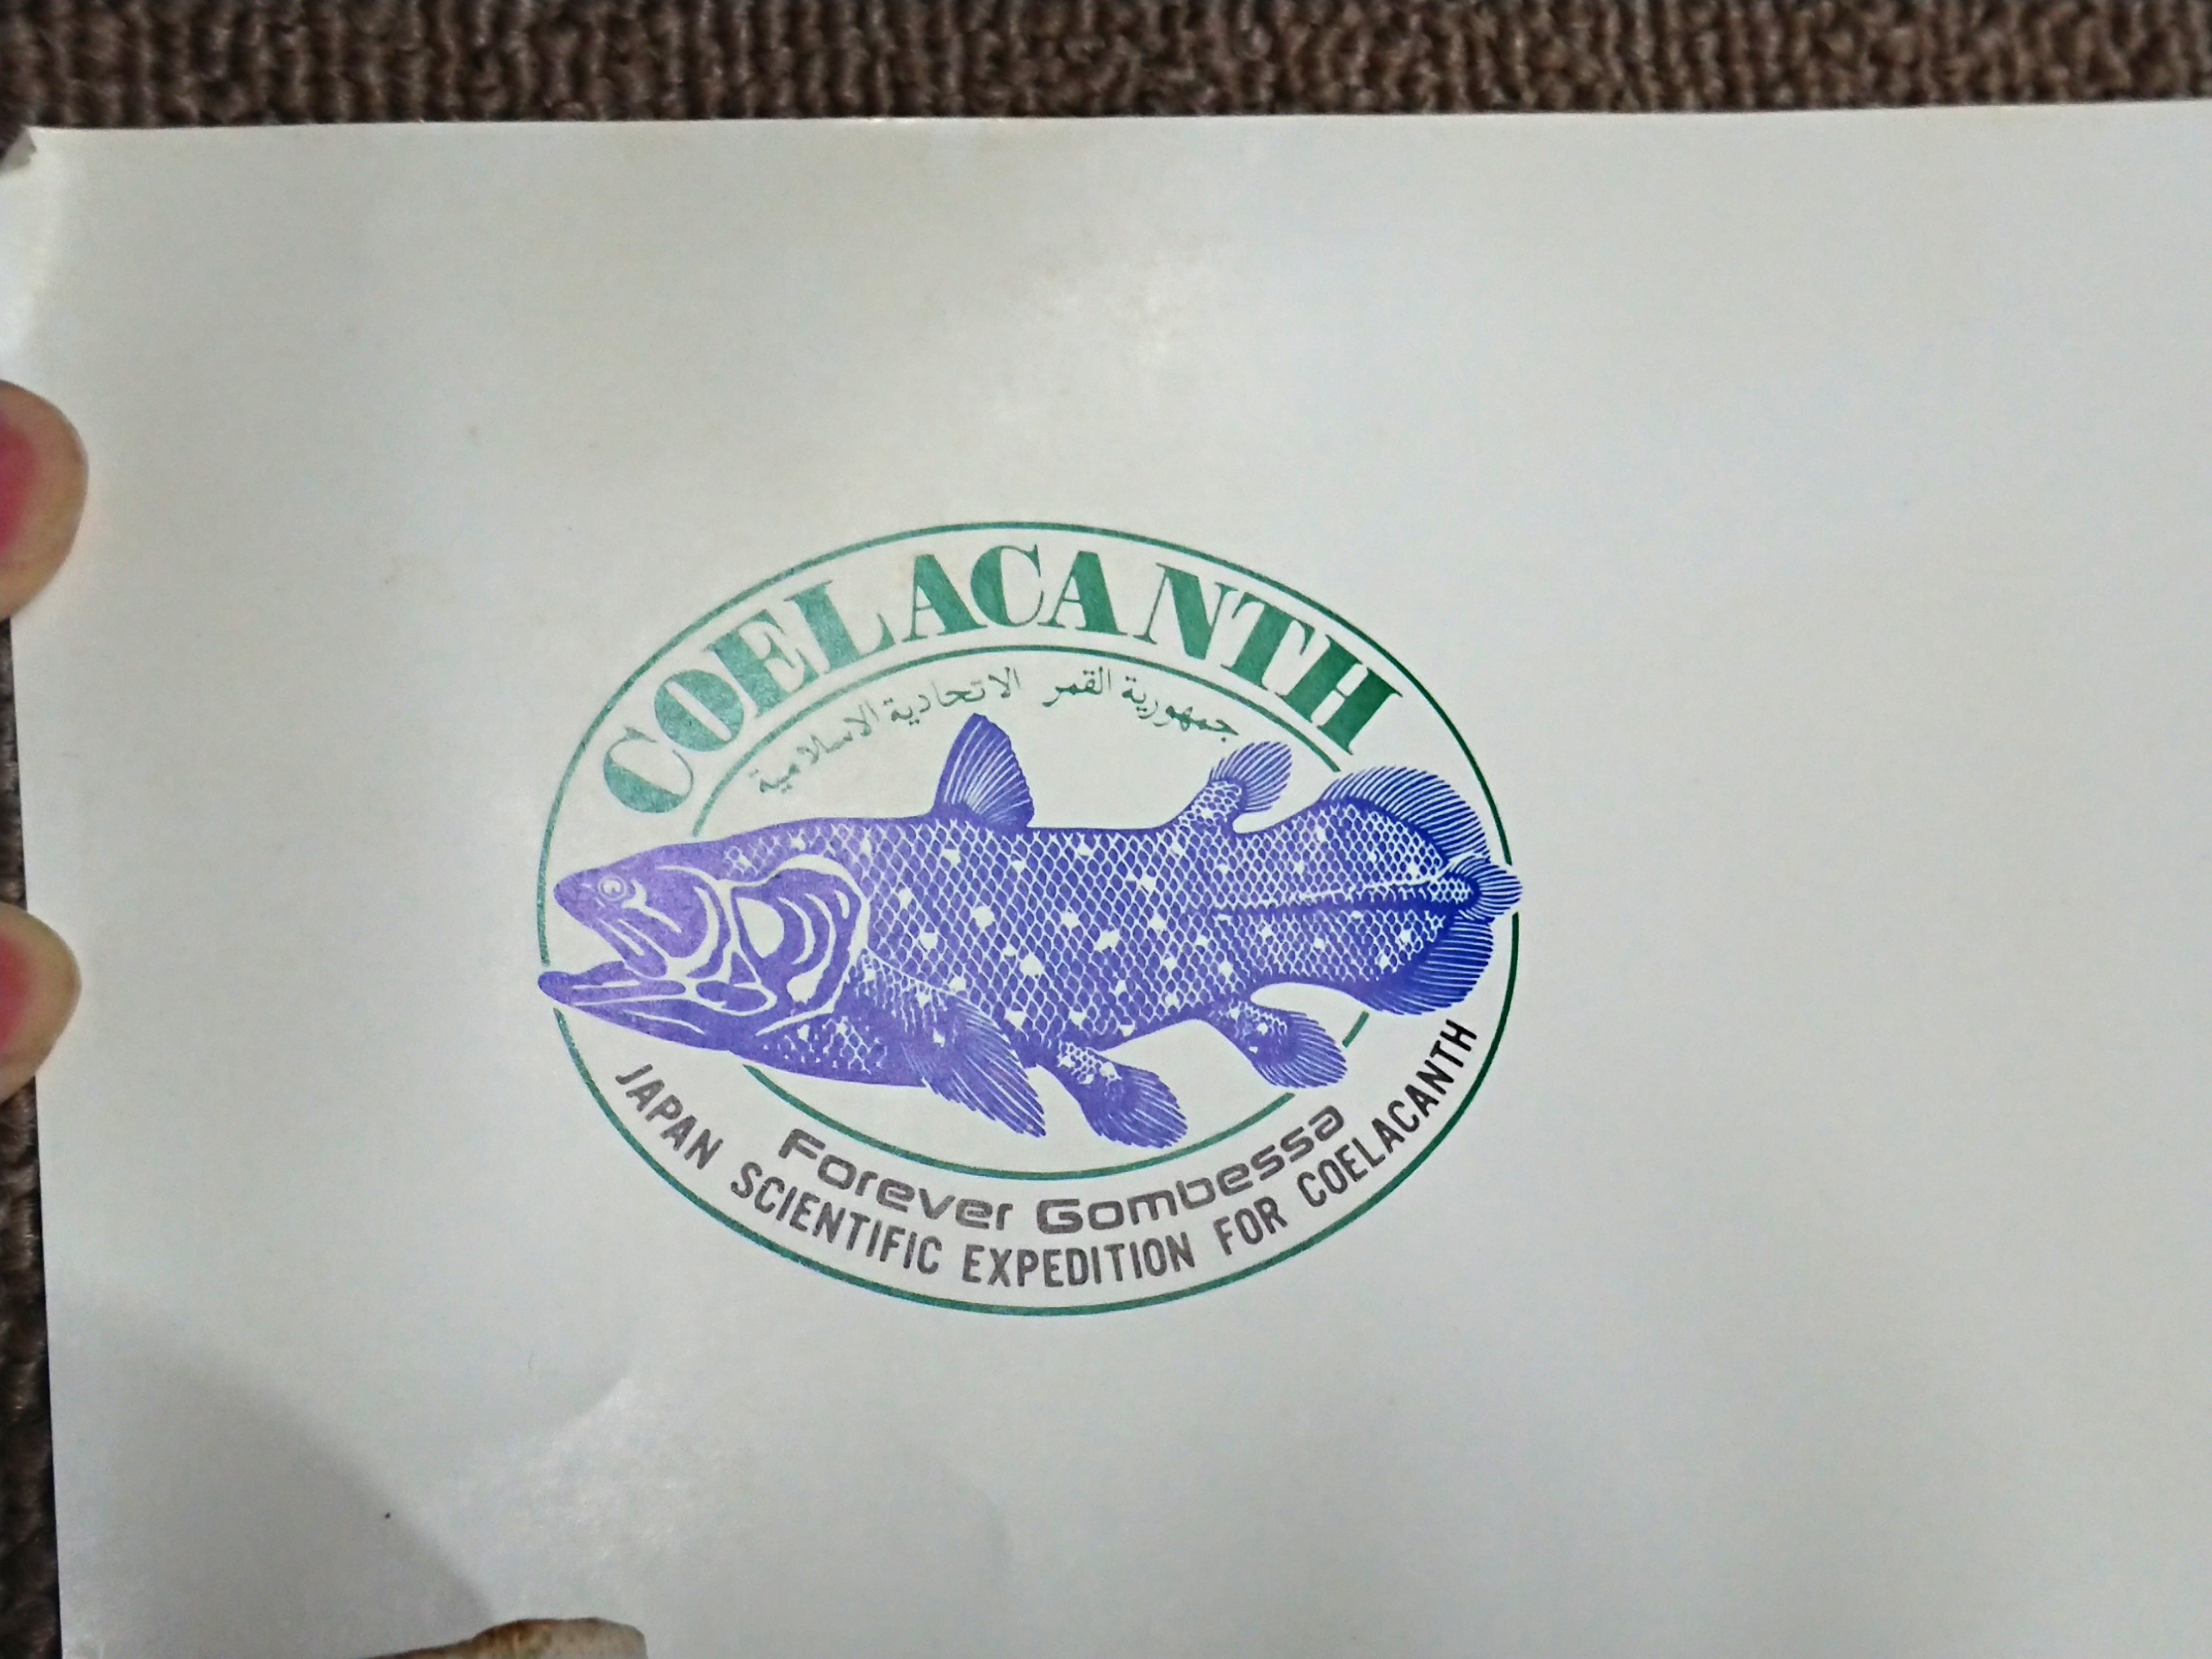 COELACANTH
جمهورية القمر الاتحادية الاسلامية
Forever Gombessa
JAPAN SCIENTIFIC EXPEDITION FOR COELACANTH